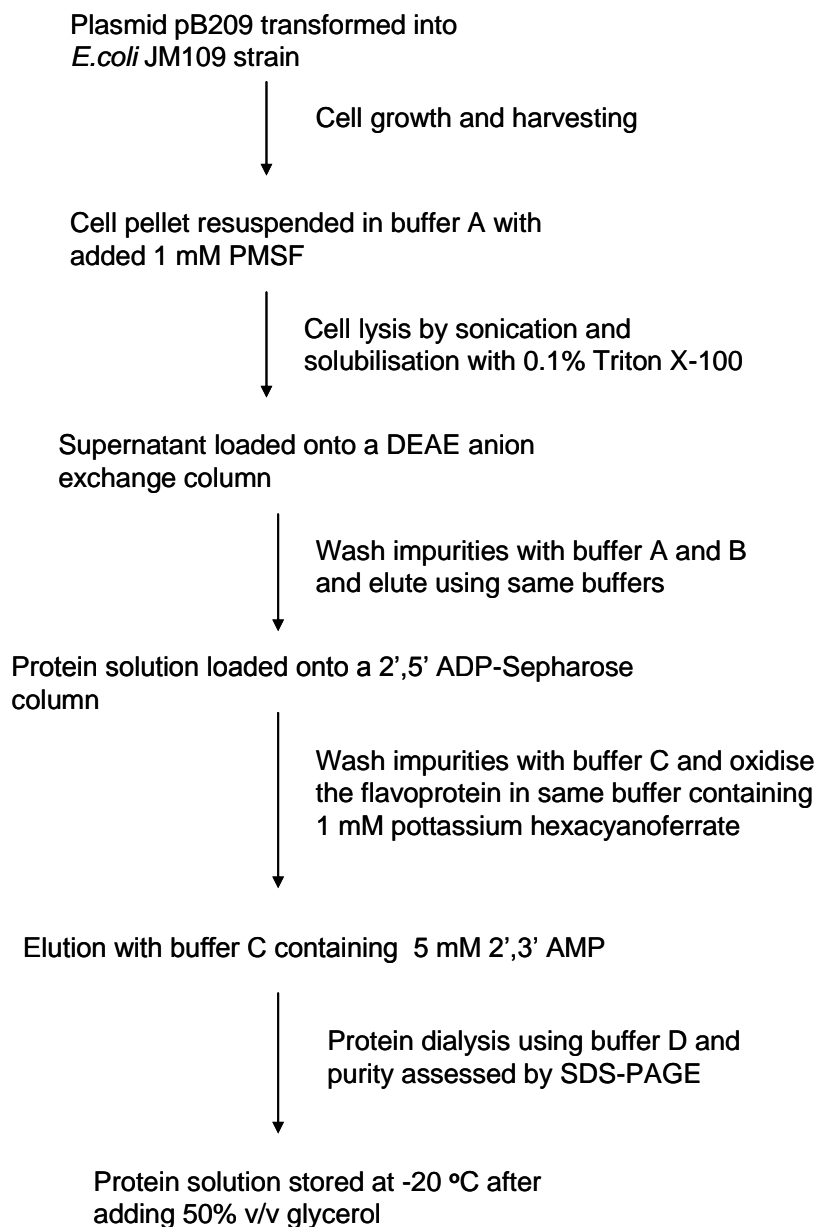 Plasmid pB209 transformed into
E.coli JM109 strain
Cell growth and harvesting
Cell pellet resuspended in buffer A with
added 1 mM PMSF
Cell lysis by sonication and
solubilisation with 0.1% Triton X-100
Supernatant loaded onto a DEAE anion
exchange column
Wash impurities with buffer A and B
and elute using same buffers
Protein solution loaded onto a 2',5' ADP-Sepharose
column
Wash impurities with buffer C and oxidise
the flavoprotein in same buffer containing
1 mM pottassium hexacyanoferrate
Elution with buffer C containing 5 mM 2',3' AMP
Protein dialysis using buffer D and
purity assessed by SDS-PAGE
Protein solution stored at -20 ºC after
adding 50% v/v glycerol